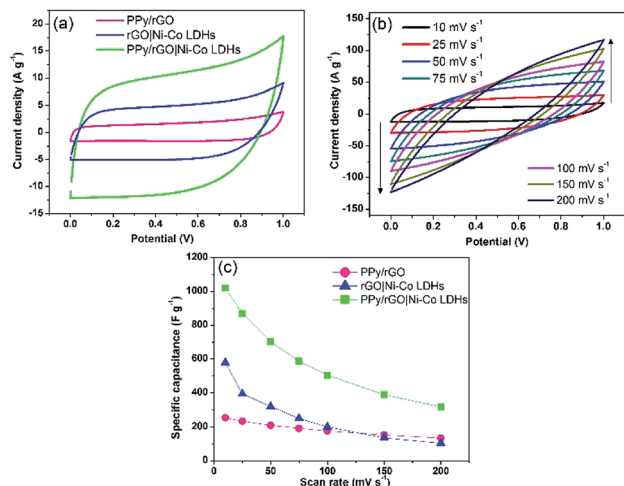 (a)
PPy/rGO
rGO|Ni-Co LDHs
PPy/rGO|Ni-Co LDHs
Current density (A g⁻¹)
25
20
15
10
5
0
-5
-10
-15
0.0 0.2 0.4 0.6 0.8 1.0
Potential (V)
(b)
10 mV s⁻¹
25 mV s⁻¹
50 mV s⁻¹
75 mV s⁻¹
100 mV s⁻¹
150 mV s⁻¹
200 mV s⁻¹
Current density (A g⁻¹)
150
100
50
0
-50
-100
-150
0.0 0.2 0.4 0.6 0.8 1.0
Potential (V)
(c)
PPy/rGO
rGO|Ni-Co LDHs
PPy/rGO|Ni-Co LDHs
Specific capacitance (F g⁻¹)
1200
1000
800
600
400
200
0
0 50 100 150 200
Scan rate (mV s⁻¹)